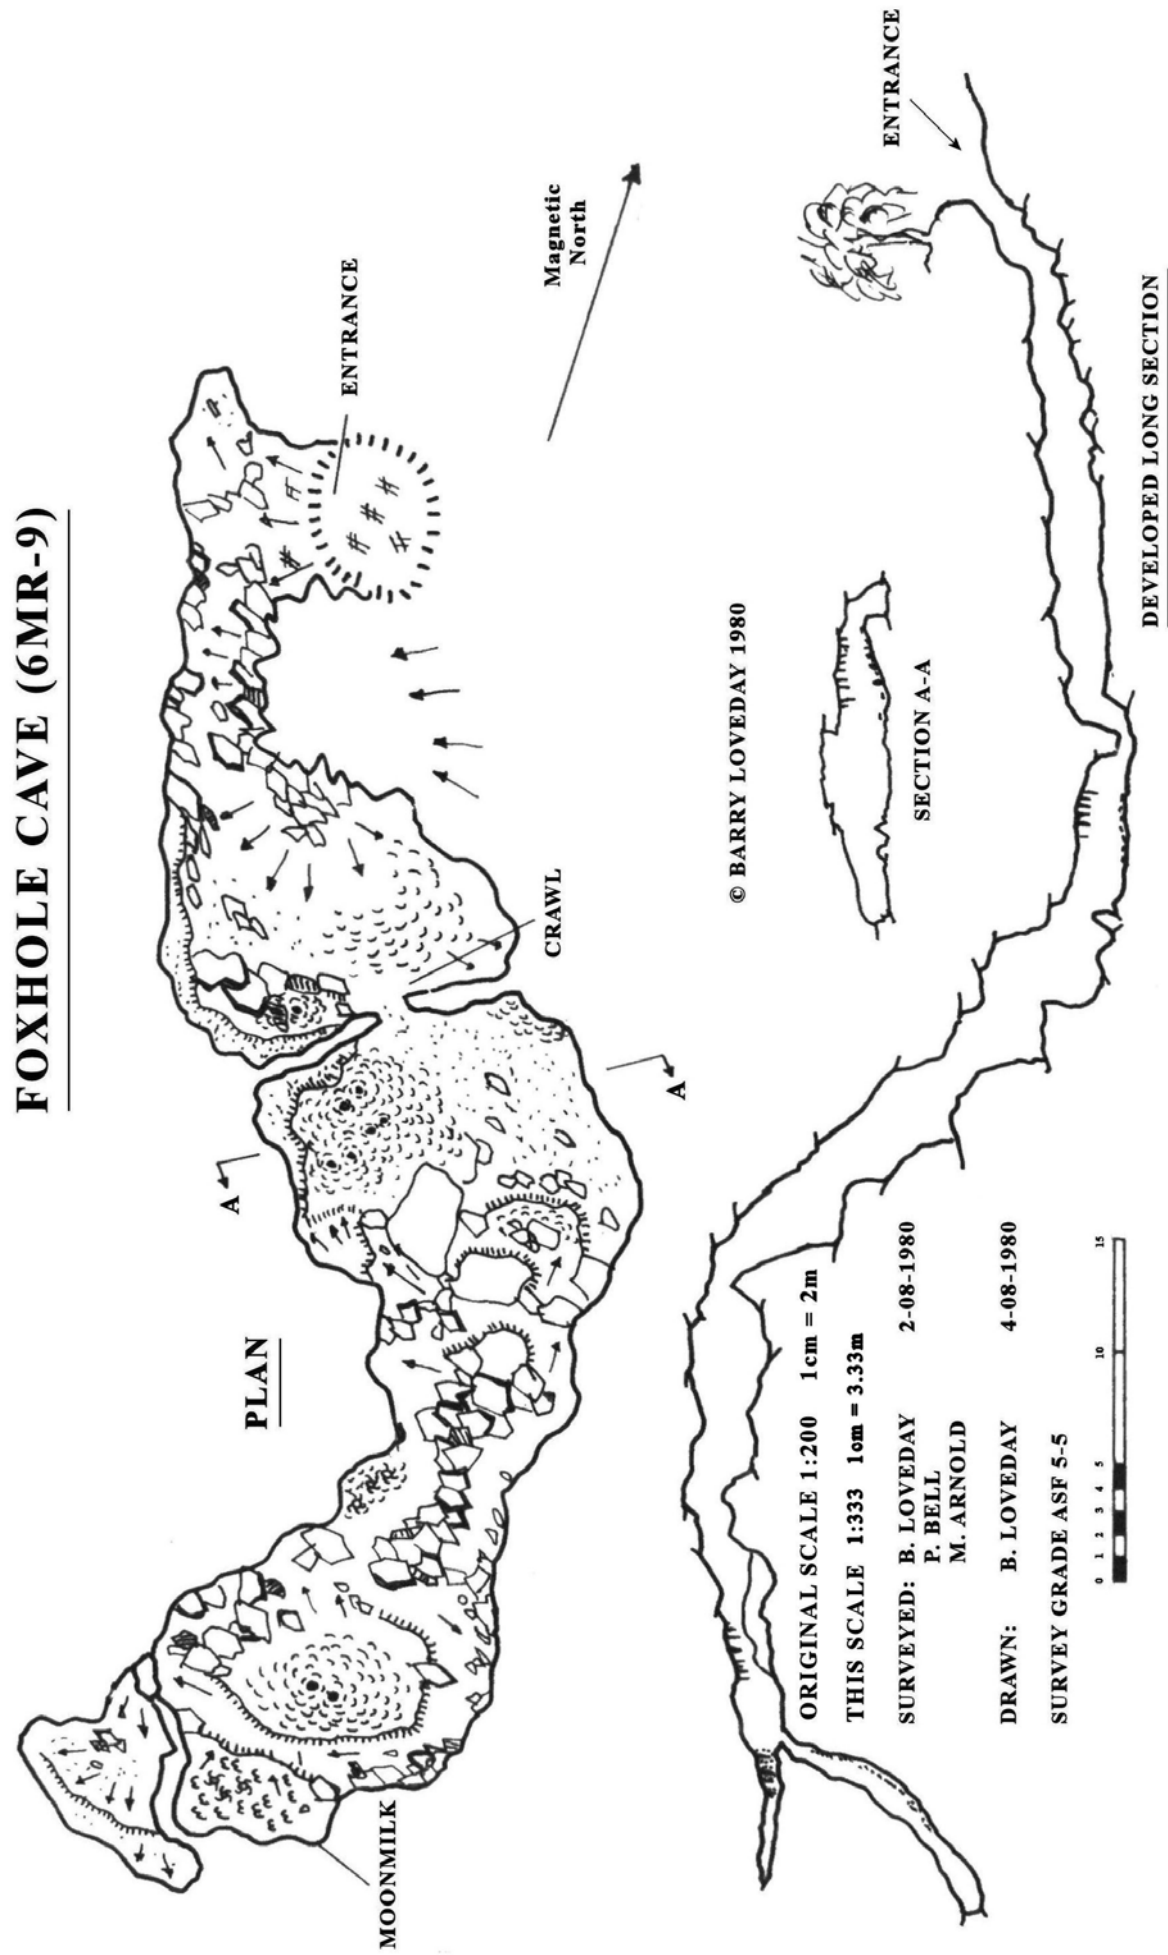 FOXHOLE CAVE (6MR-9)
PLAN
MOONMILK
A
A
CRAWL
ENTRANCE
Magnetic
North
© BARRY LOVEDAY 1980
SECTION A-A
ENTRANCE
ORIGINAL SCALE 1:200 1cm = 2m
THIS SCALE 1:333 1cm = 3.33m
SURVEYED: B. LOVEDAY 2-08-1980
P. BELL
M. ARNOLD
DRAWN: B. LOVEDAY 4-08-1980
SURVEY GRADE ASF 5-5
0 1 2 3 4 5 10 15
DEVELOPED LONG SECTION